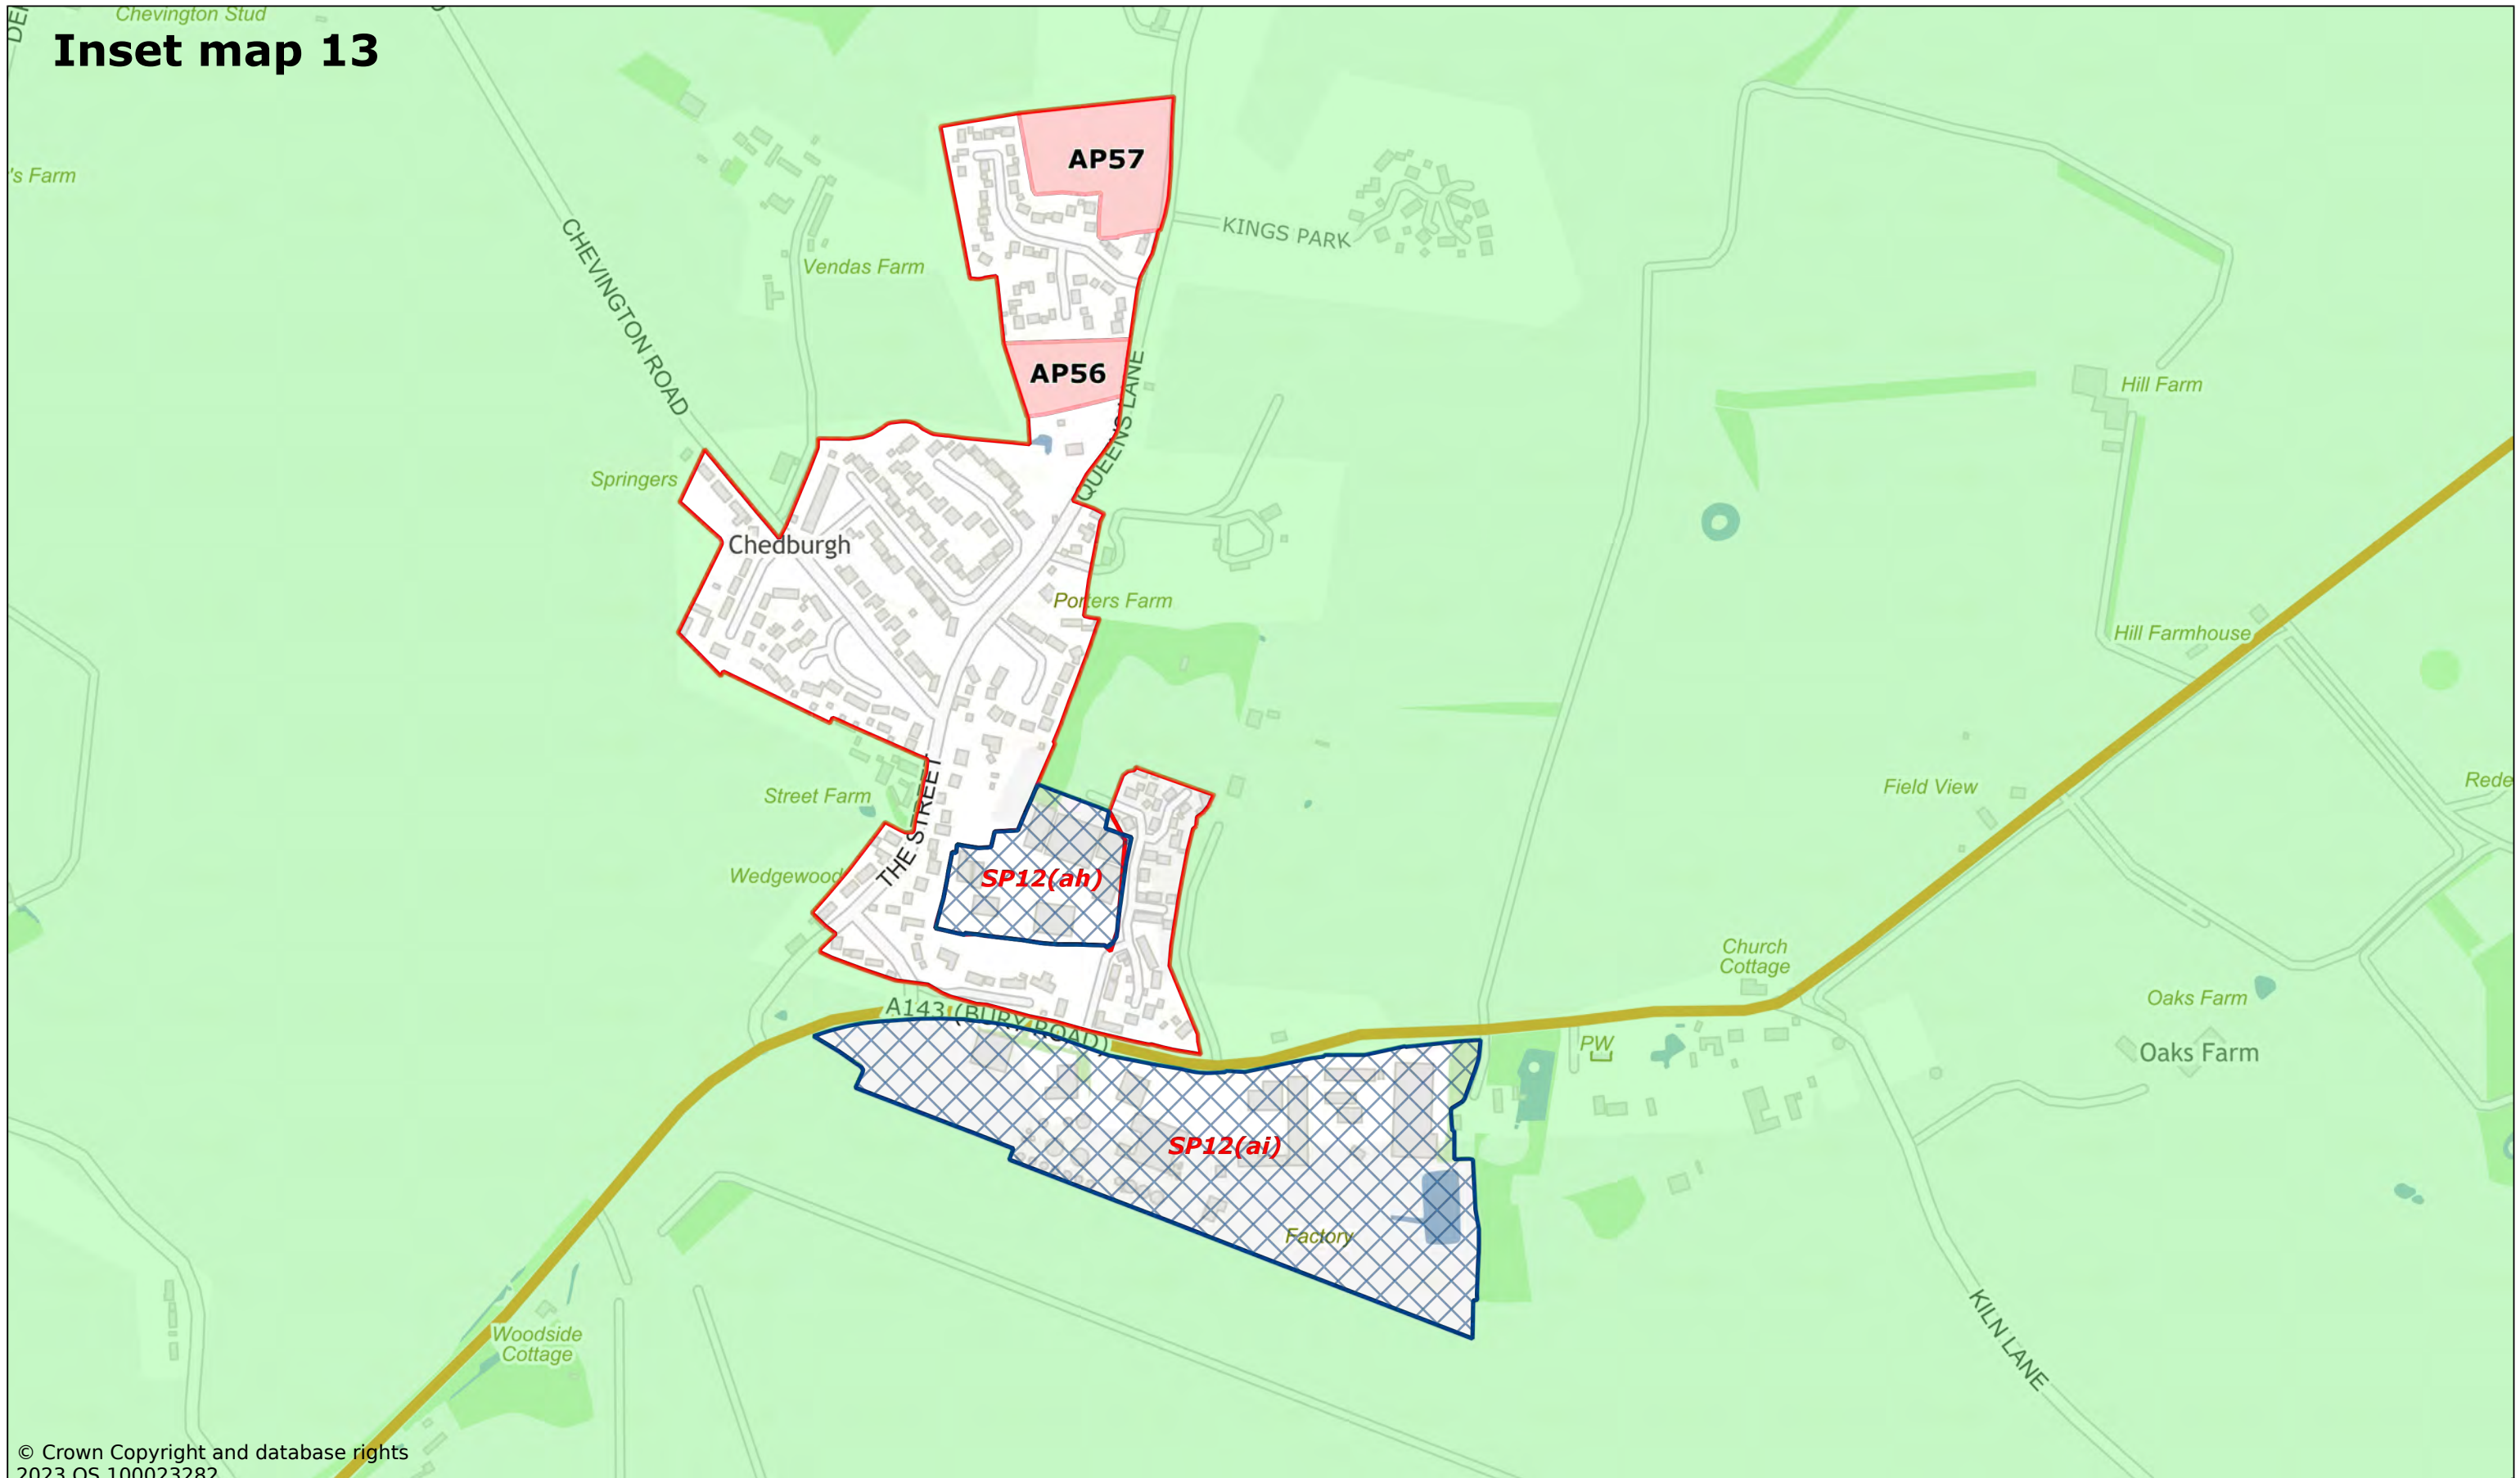 Chevington Stud
Inset map 13
's Farm
AP57
KINGS PARK
CHEVINGTON ROAD
Vendas Farm
AP56
QUEENS LANE
Hill Farm
Springers
Chedburgh
Porters Farm
Hill Farmhouse
Street Farm
THE STREET
Field View
Rede
Wedgewood
SP12(ah)
Church
Cottage
Oaks Farm
A143 (BURY ROAD)
PW
Oaks Farm
SP12(ai)
Factory
Woodside
Cottage
KILN LANE
© Crown Copyright and database rights
2023 OS 100023282